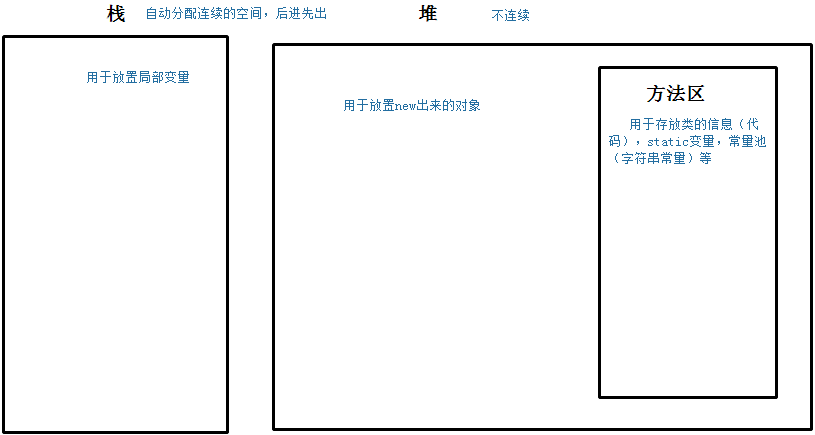 栈 自动分配连续的空间，后进先出
堆 不连续
用于放置局部变量
用于放置new出来的对象
方法区
用于存放类的信息（代
码），static变量，常量池
（字符串常量）等